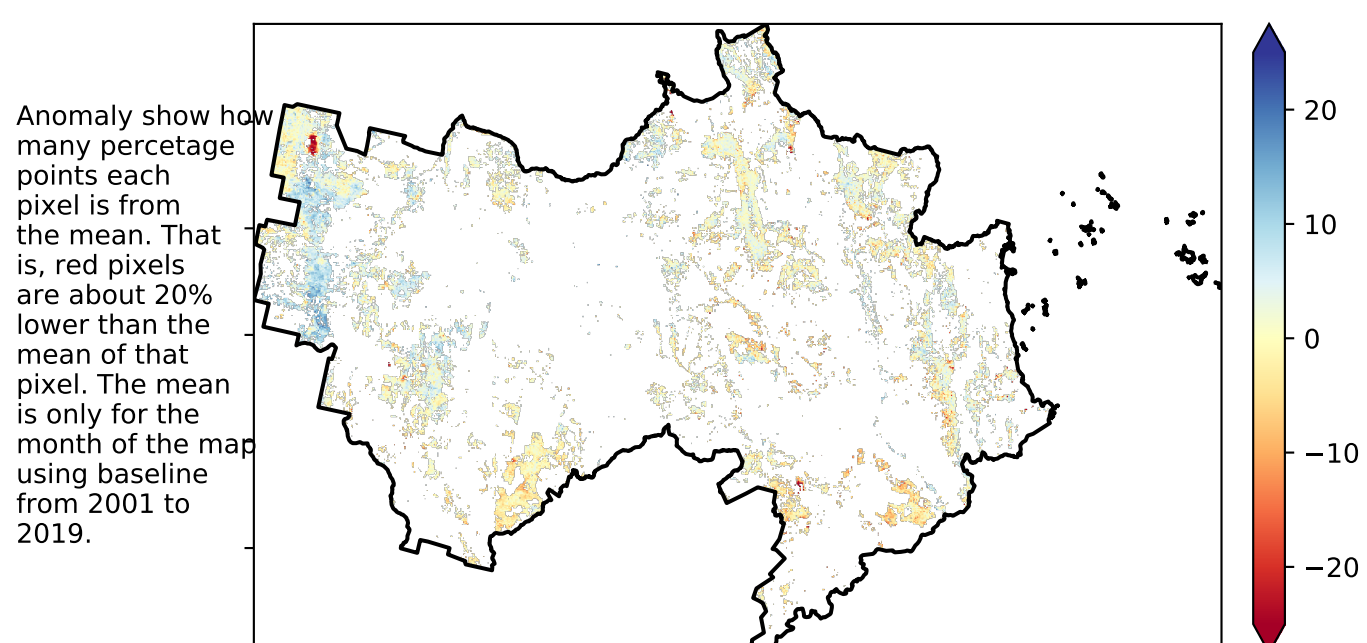 Anomaly show how
many percetage
points each
pixel is from
the mean. That
is, red pixels
are about 20%
lower than the
mean of that
pixel. The mean
is only for the
month of the map
using baseline
from 2001 to
2019.
20
10
0
−10
−20